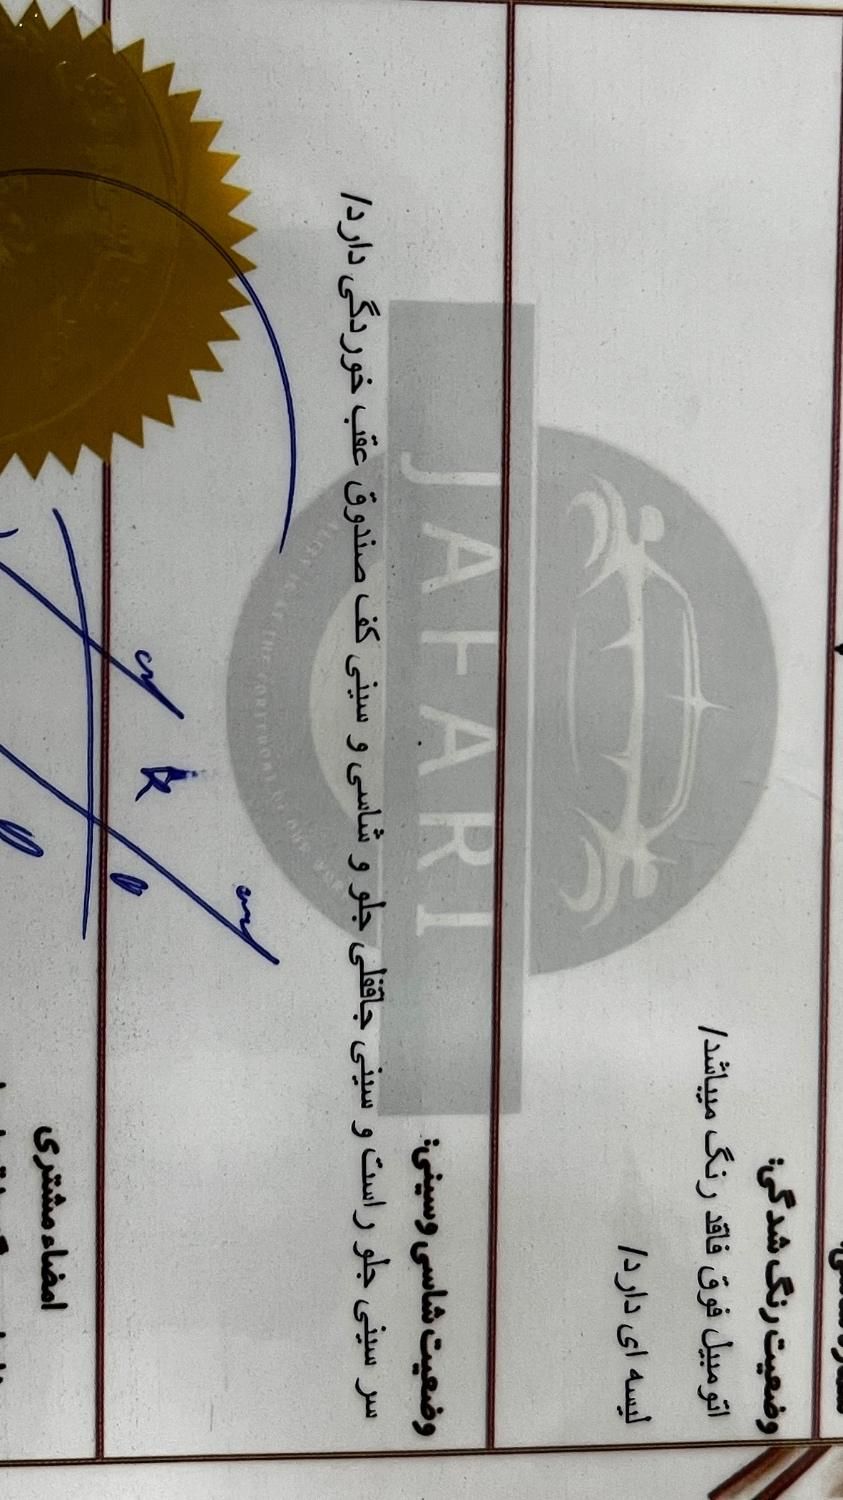 وضعیت رنگ شدگی:
اتومبیل فوق فاقد رنگ میباشد/
لیسه ای دارد/
وضعیت شاسی وسینی:
سر سینی جلو راست و سینی جاقفلی جلو و شاسی و سینی کف صندوق عقب خوردگی دارد/
JAFARI
امضاء مشتری